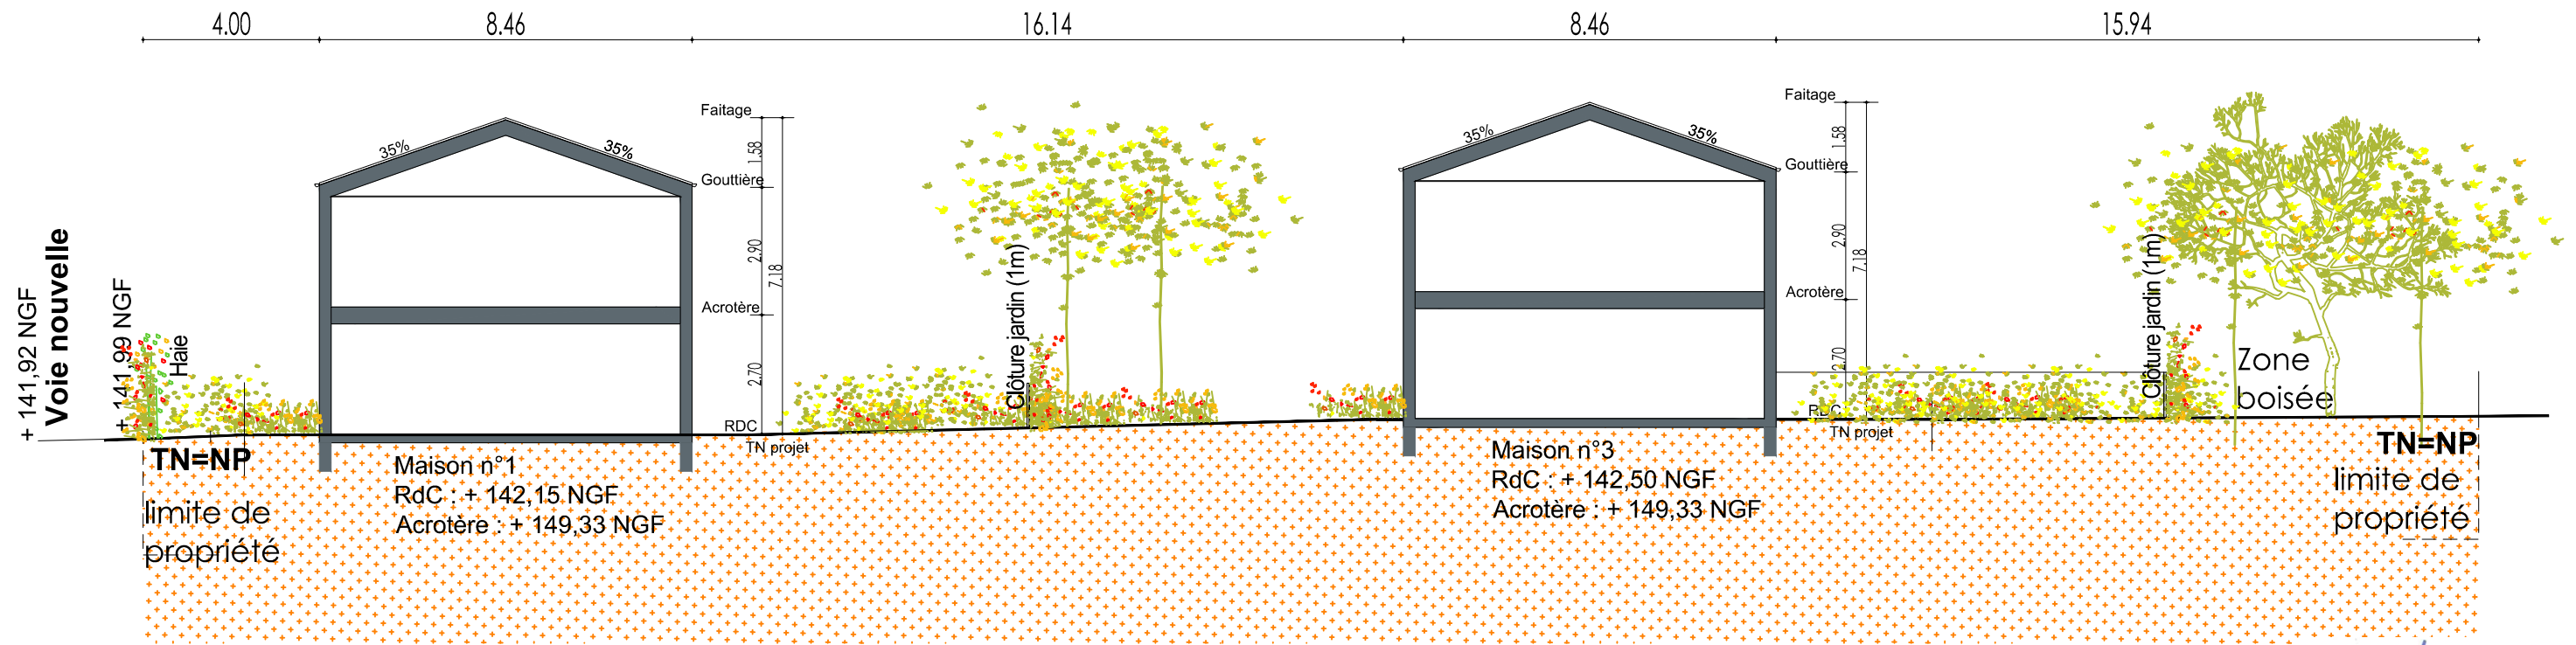 4.00
8.46
16.14
8.46
15.94
+ 141,92 NGF
Voie nouvelle
+ 141,99 NGF
Haie
35%
35%
Faitage
1.58
Gouttière
2.90
7.18
Acrotère
2.70
RDC
TN projet
Clôture jardin (1m)
35%
35%
Faitage
1.58
Gouttière
2.90
7.18
Acrotère
2.70
RDC
TN projet
Clôture jardin (1m)
Zone
boisée
TN=NP
limite de
propriété
Maison n°1
RdC : + 142,15 NGF
Acrotère : + 149,33 NGF
Maison n°3
RdC : + 142,50 NGF
Acrotère : + 149,33 NGF
TN=NP
limite de
propriété